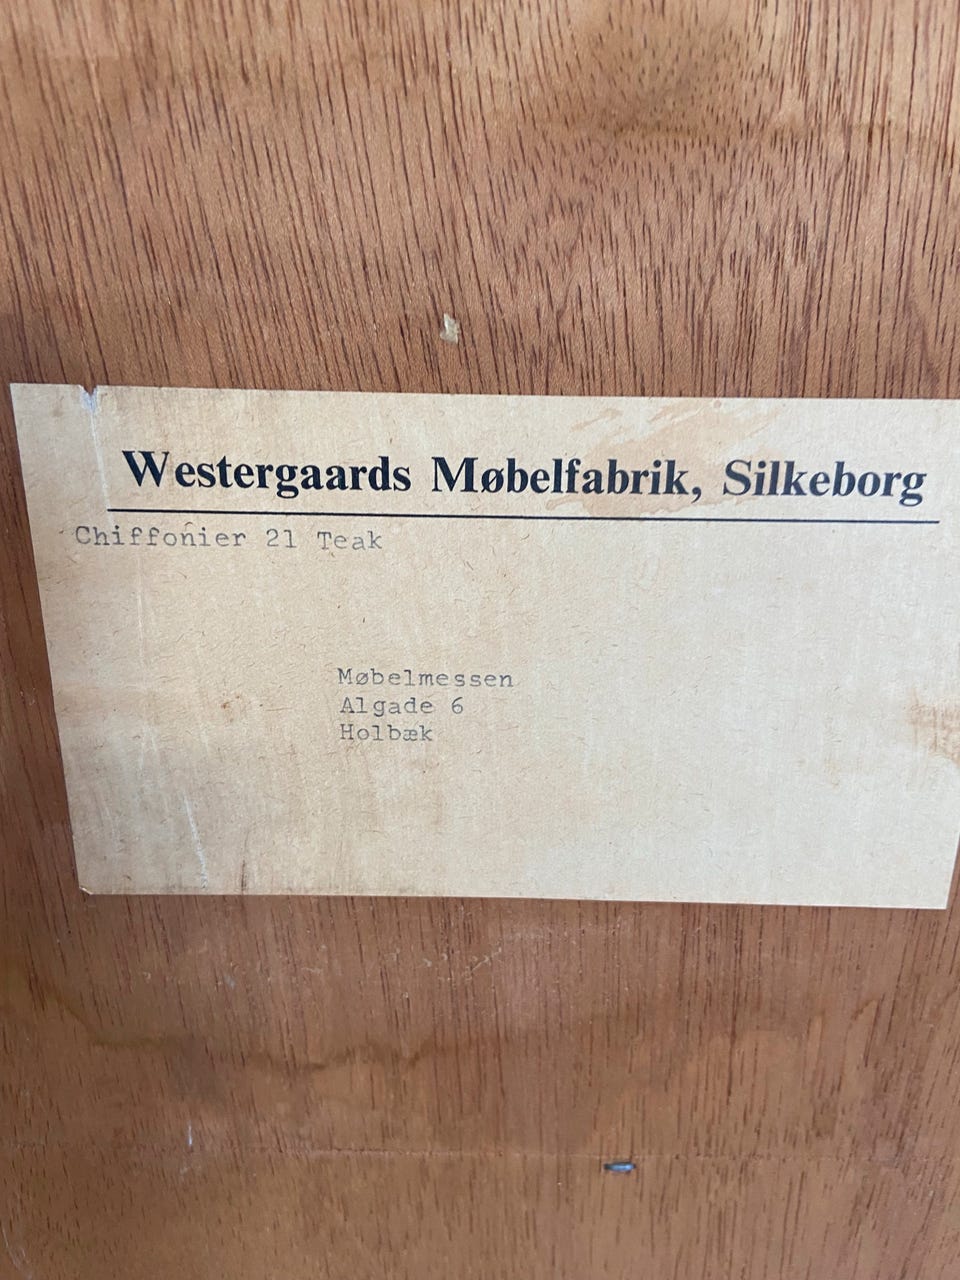 Westergaards Møbelfabrik, Silkeborg
Chiffonier 21 Teak
Møbelmessen
Algade 6
Holbæk